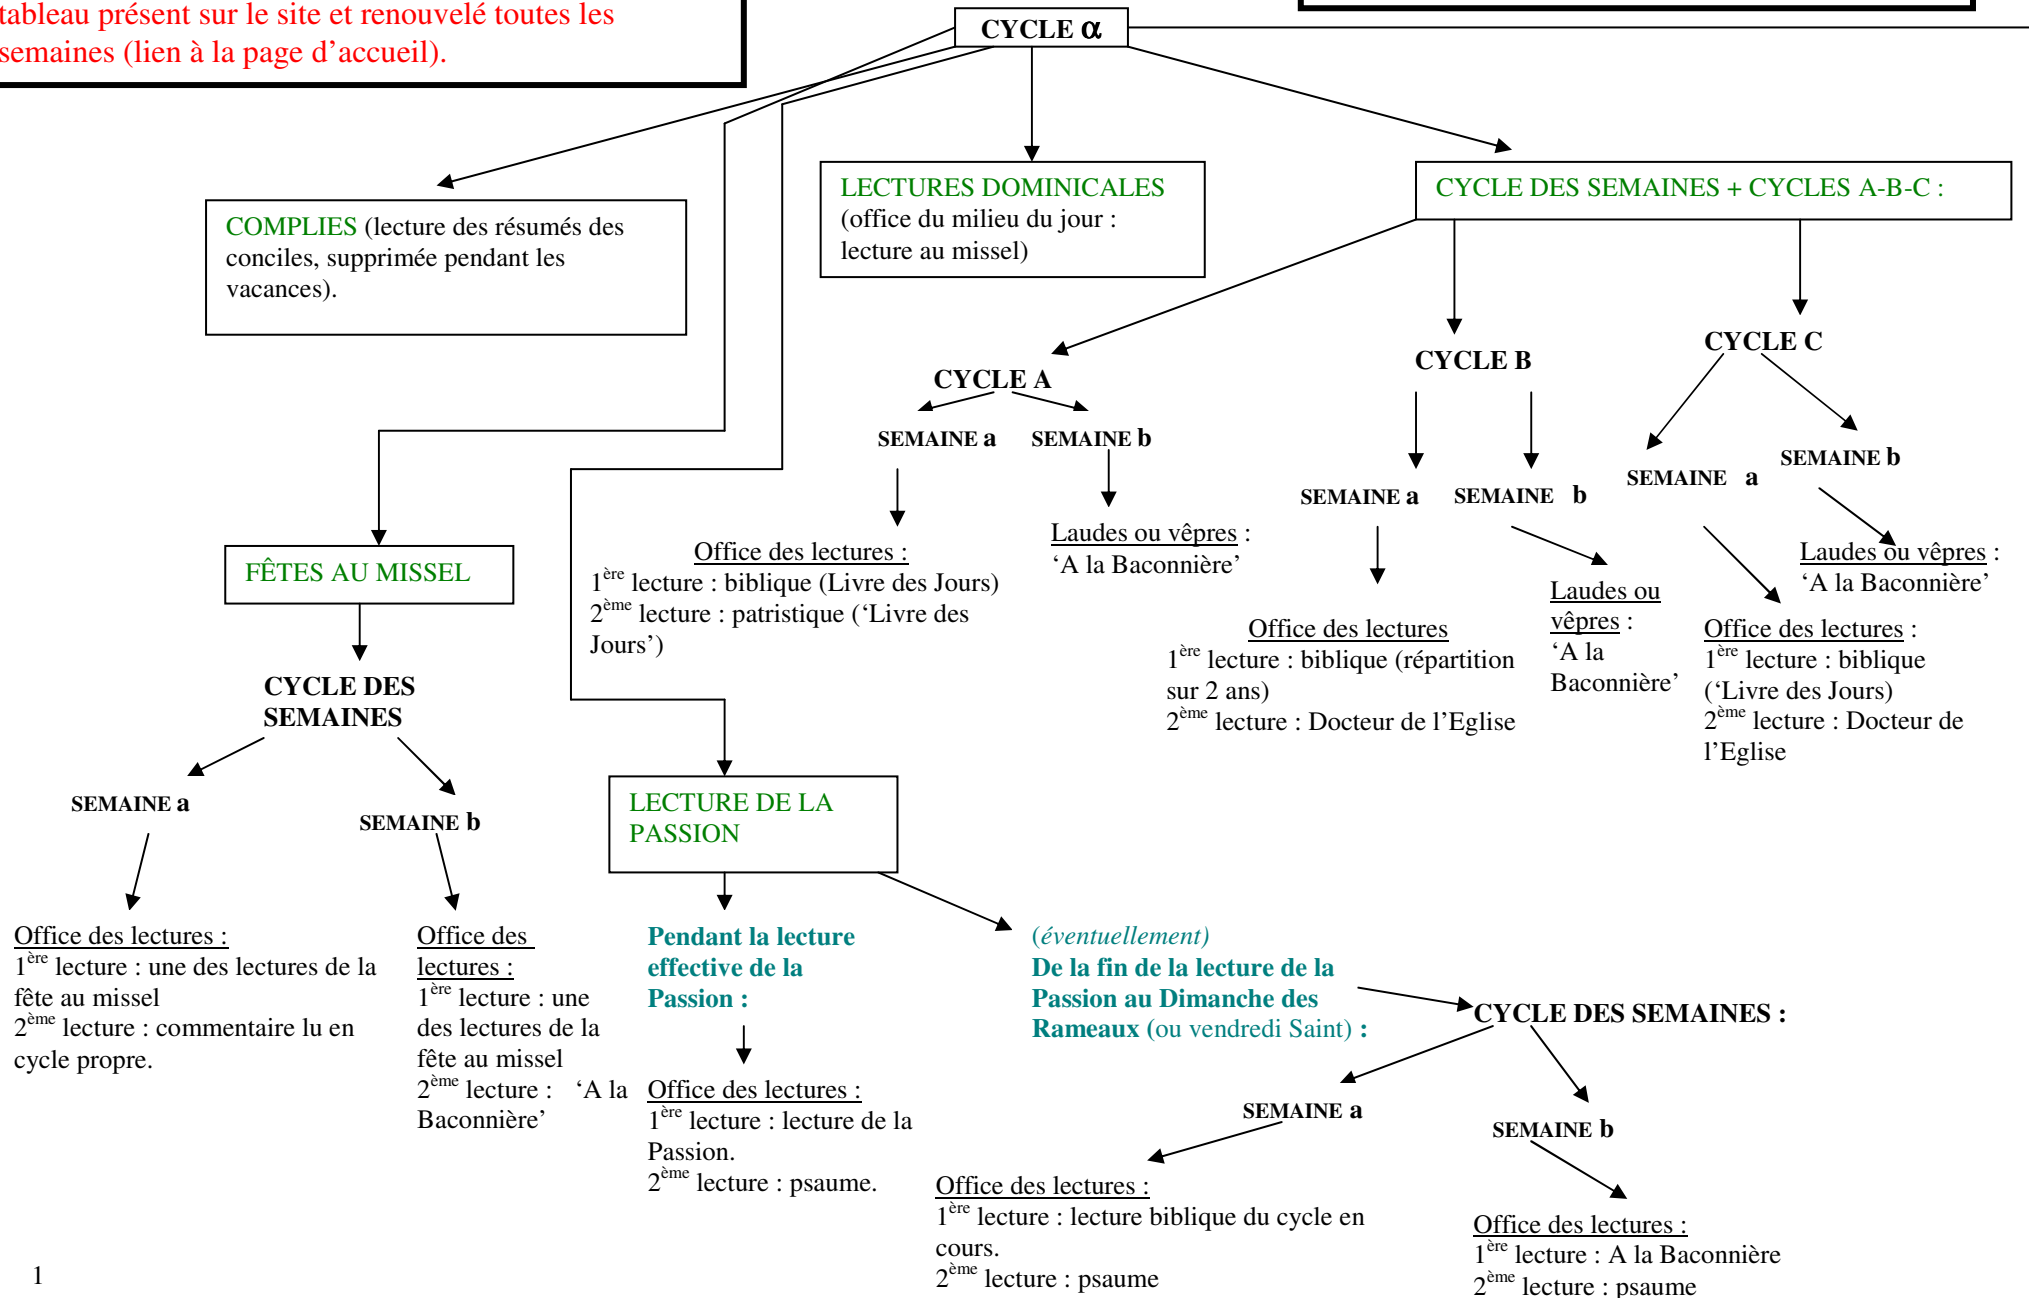 tableau présent sur le site et renouvelé toutes les
semaines (lien à la page d’accueil).
CYCLE α
COMPLIES (lecture des résumés des
conciles, supprimée pendant les
vacances).
LECTURES DOMINICALES
(office du milieu du jour :
lecture au missel)
CYCLE DES SEMAINES + CYCLES A-B-C :
CYCLE A
SEMAINE a
SEMAINE b
Office des lectures :
1ère lecture : biblique (Livre des Jours)
2ème lecture : patristique (‘Livre des
Jours’)
Laudes ou vêpres :
‘A la Baconnière’
CYCLE B
SEMAINE a
SEMAINE b
Office des lectures
1ère lecture : biblique (répartition
sur 2 ans)
2ème lecture : Docteur de l’Eglise
Laudes ou
vêpres :
‘A la
Baconnière’
CYCLE C
SEMAINE a
SEMAINE b
Laudes ou vêpres :
‘A la Baconnière’
Office des lectures :
1ère lecture : biblique
(‘Livre des Jours)
2ème lecture : Docteur de
l’Eglise
FÊTES AU MISSEL
CYCLE DES
SEMAINES
SEMAINE a
SEMAINE b
Office des lectures :
1ère lecture : une des lectures de la
fête au missel
2ème lecture : commentaire lu en
cycle propre.
Office des
lectures :
1ère lecture : une
des lectures de la
fête au missel
2ème lecture : ‘A la
Baconnière’
LECTURE DE LA
PASSION
Pendant la lecture
effective de la
Passion :
Office des lectures :
1ère lecture : lecture de la
Passion.
2ème lecture : psaume.
(éventuellement)
De la fin de la lecture de la
Passion au Dimanche des
Rameaux (ou vendredi Saint) :
CYCLE DES SEMAINES :
SEMAINE a
SEMAINE b
Office des lectures :
1ère lecture : lecture biblique du cycle en
cours.
2ème lecture : psaume
Office des lectures :
1ère lecture : A la Baconnière
2ème lecture : psaume
1